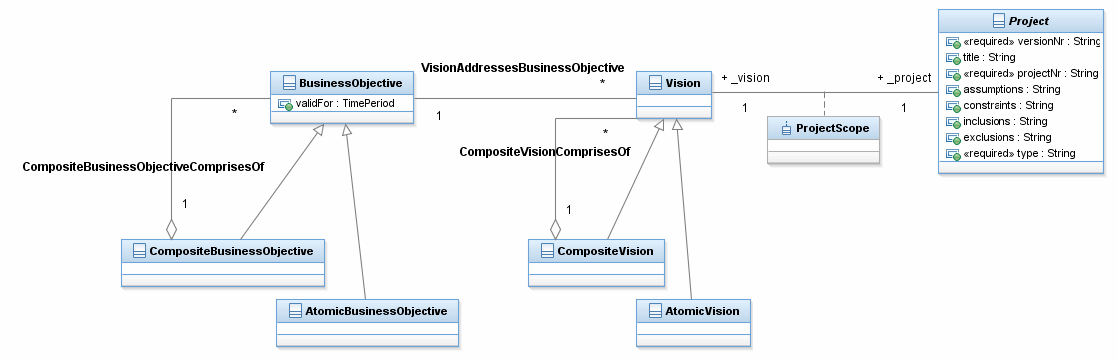 Project
«required» versionNr : String
title : String
«required» projectNr : String
assumptions : String
constraints : String
inclusions : String
exclusions : String
«required» type : String
VisionAddressesBusinessObjective
BusinessObjective
validFor : TimePeriod
*
1
Vision
+ _vision
1
+ _project
1
ProjectScope
*
CompositeBusinessObjectiveComprisesOf
1
*
CompositeVisionComprisesOf
1
CompositeBusinessObjective
CompositeVision
AtomicBusinessObjective
AtomicVision